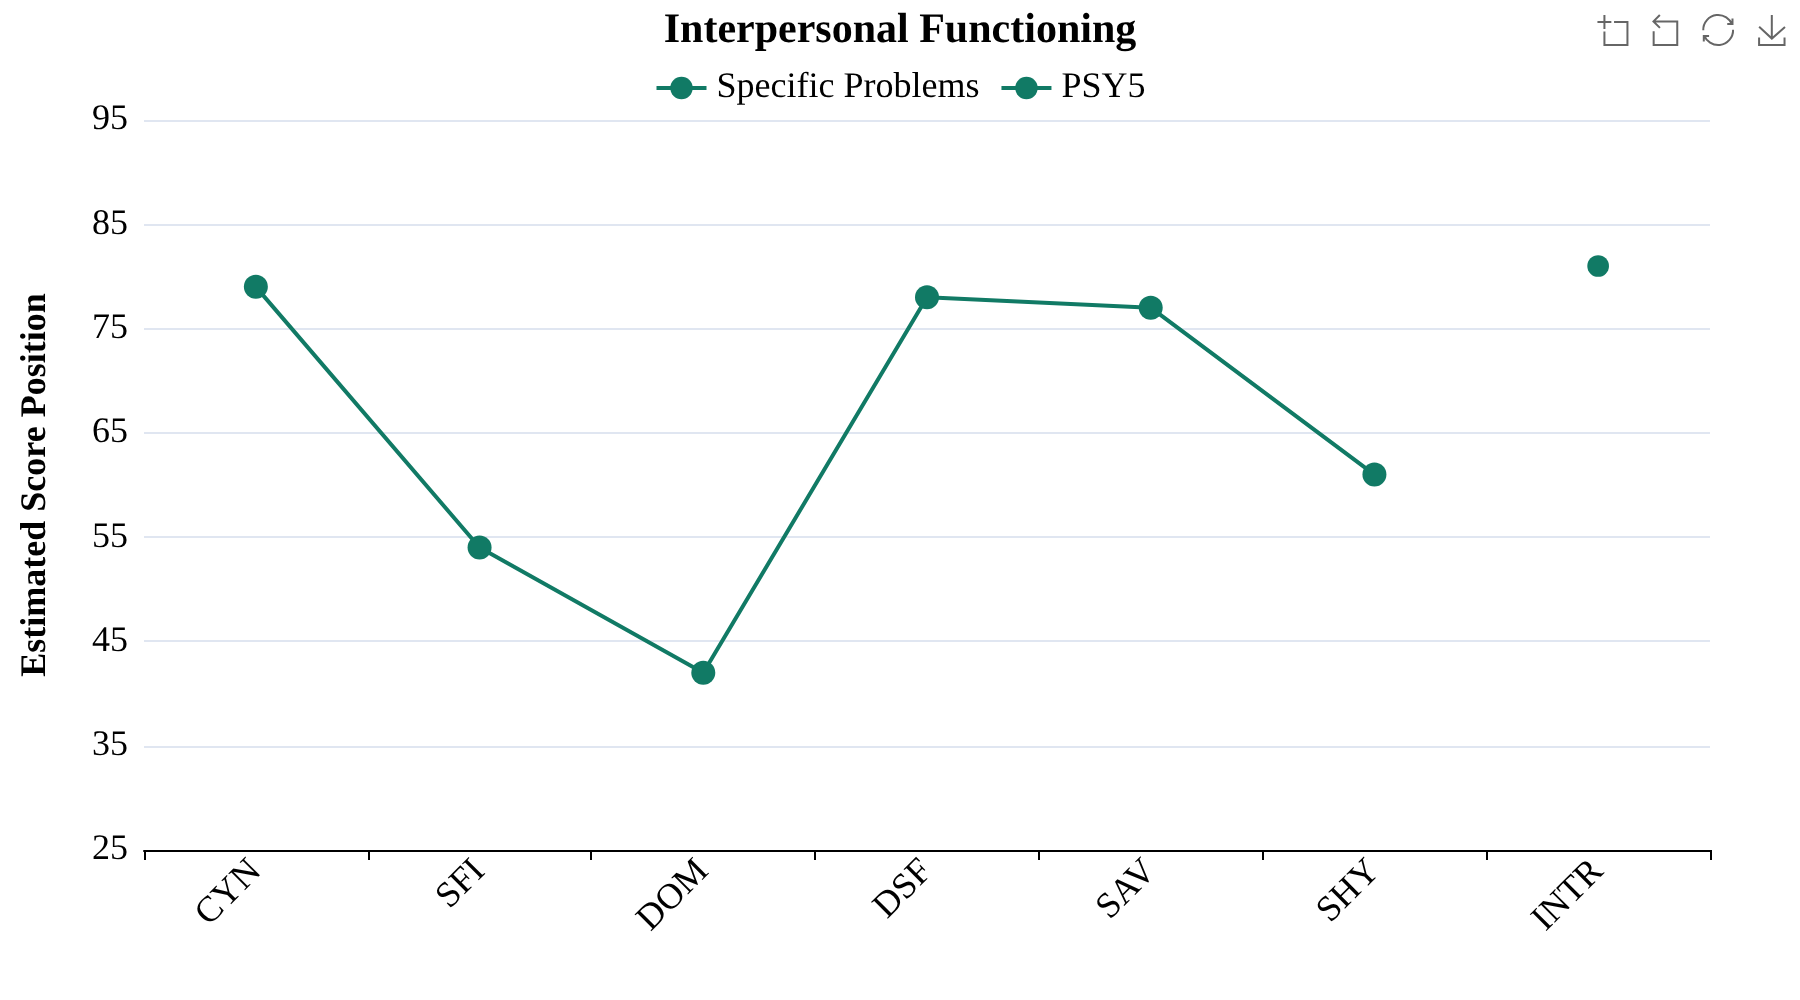 Interpersonal Functioning
Specific Problems PSY5
Estimated Score Position
95
85
75
65
55
45
35
25
CYN SFI DOM DSF SAV SHY INTR